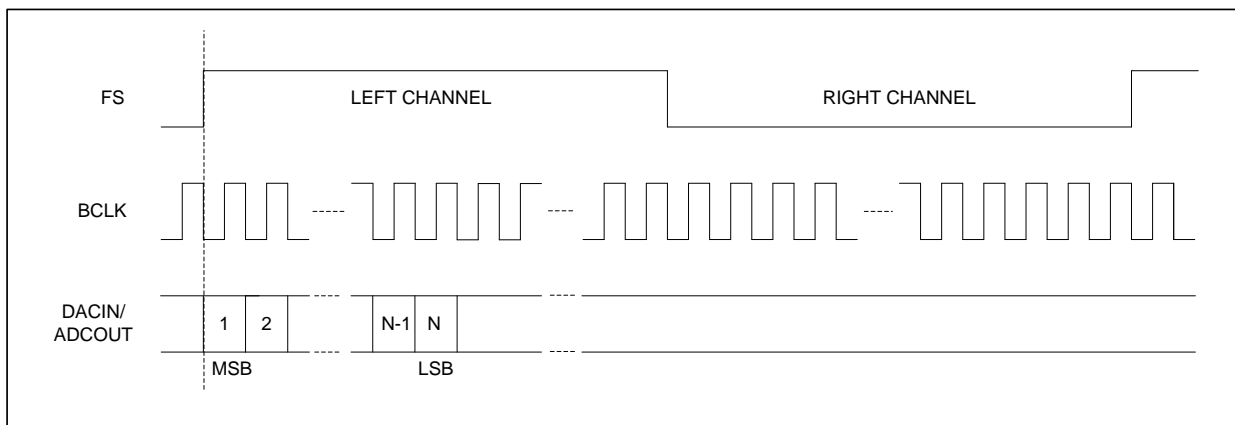 FS
LEFT CHANNEL
RIGHT CHANNEL
BCLK
DACIN/
ADCOUT
1
2
N-1
N
MSB
LSB